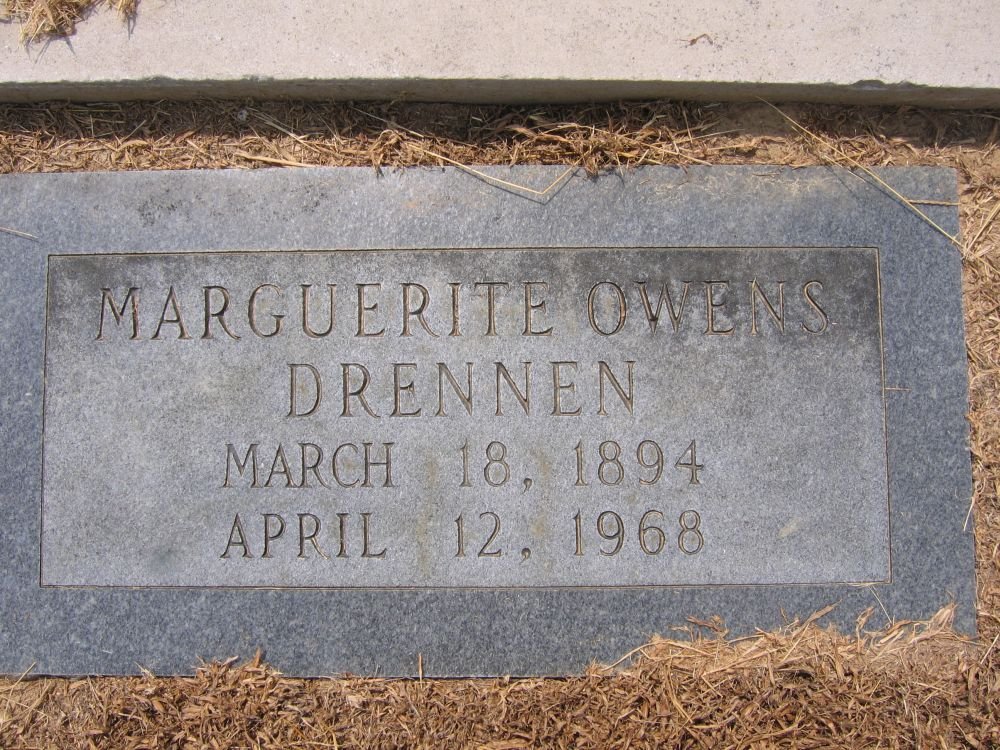 MARGUERITE OWENS
DRENNEN
MARCH 18, 1894
APRIL 12, 1968